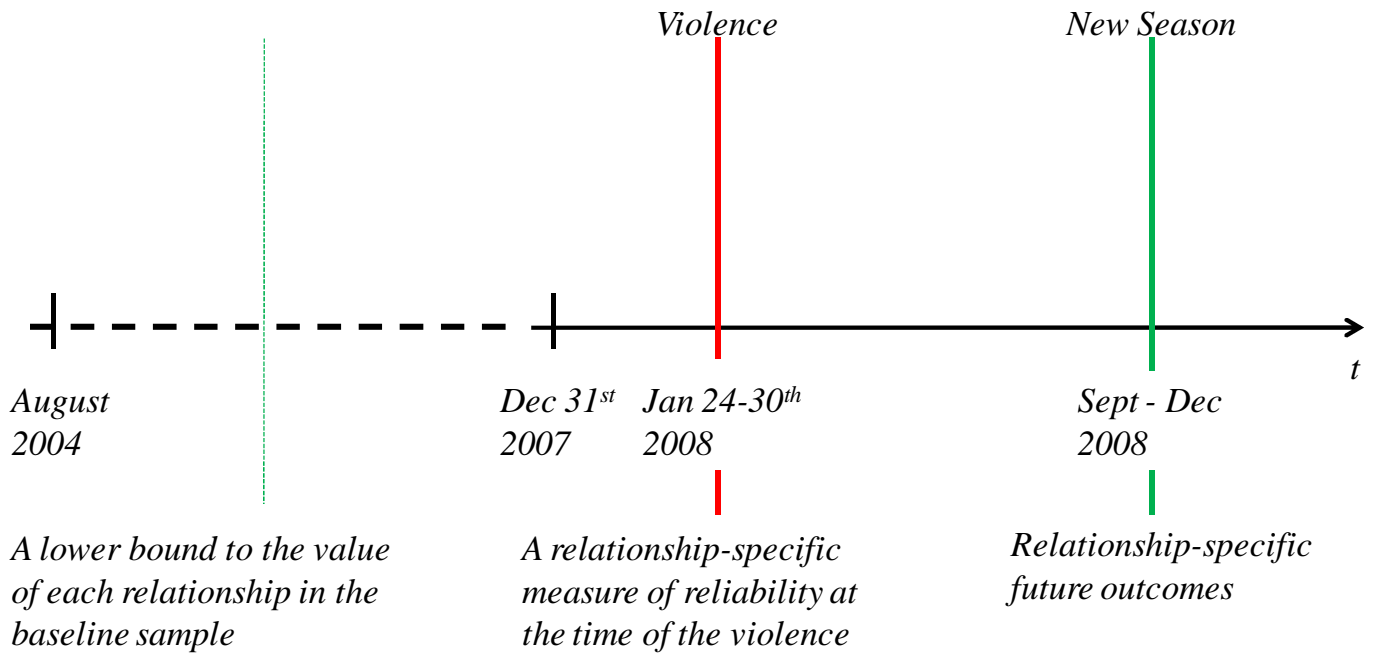 Violence
New Season
t
August
2004
Dec 31st
2007
Jan 24-30th
2008
Sept - Dec
2008
A lower bound to the value
of each relationship in the
baseline sample
A relationship-specific
measure of reliability at
the time of the violence
Relationship-specific
future outcomes